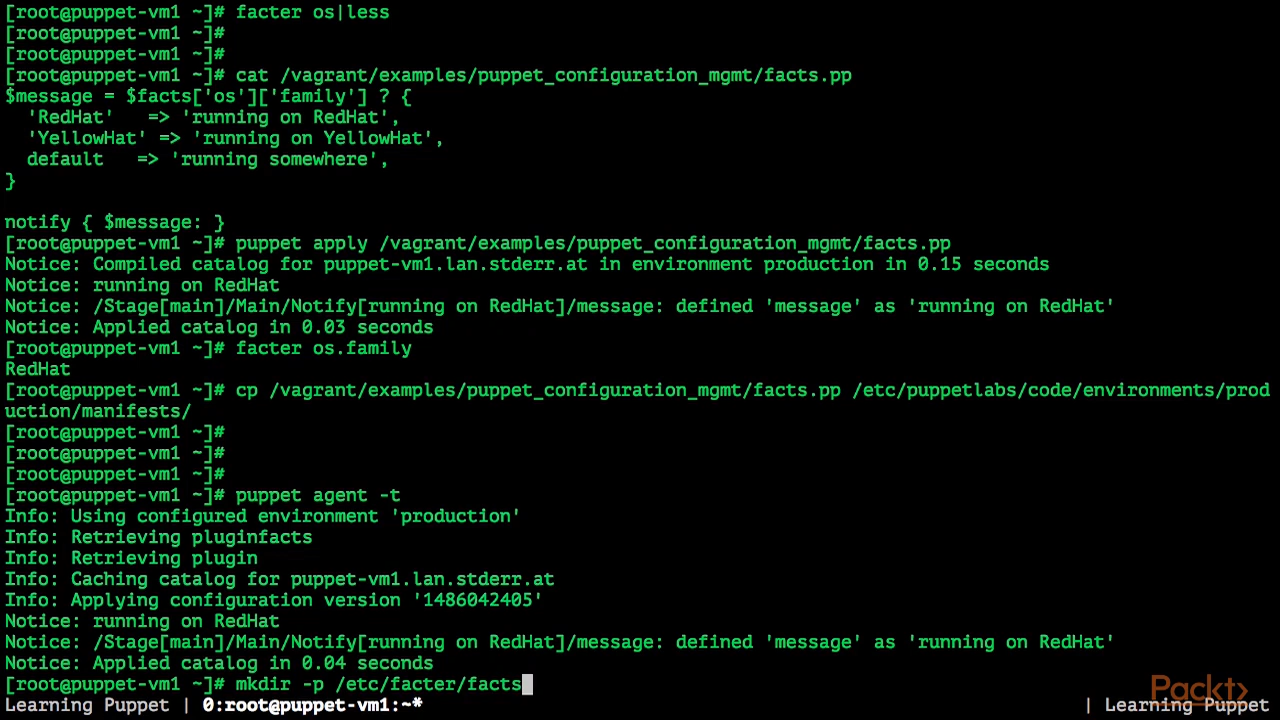 [root@puppet-vm1 ~]# facter os|less
[root@puppet-vm1 ~]#
[root@puppet-vm1 ~]#
[root@puppet-vm1 ~]# cat /vagrant/examples/puppet_configuration_mgmt/facts.pp
$message = $facts['os']['family'] ? {
  'RedHat'   => 'running on RedHat',
  'YellowHat' => 'running on YellowHat',
  default   => 'running somewhere',
}

notify { $message: }
[root@puppet-vm1 ~]# puppet apply /vagrant/examples/puppet_configuration_mgmt/facts.pp
Notice: Compiled catalog for puppet-vm1.lan.stderr.at in environment production in 0.15 seconds
Notice: running on RedHat
Notice: /Stage[main]/Main/Notify[running on RedHat]/message: defined 'message' as 'running on RedHat'
Notice: Applied catalog in 0.03 seconds
[root@puppet-vm1 ~]# facter os.family
RedHat
[root@puppet-vm1 ~]# cp /vagrant/examples/puppet_configuration_mgmt/facts.pp /etc/puppetlabs/code/environments/prod
uction/manifests/
[root@puppet-vm1 ~]#
[root@puppet-vm1 ~]#
[root@puppet-vm1 ~]#
[root@puppet-vm1 ~]# puppet agent -t
Info: Using configured environment 'production'
Info: Retrieving pluginfacts
Info: Retrieving plugin
Info: Caching catalog for puppet-vm1.lan.stderr.at
Info: Applying configuration version '1486042405'
Notice: running on RedHat
Notice: /Stage[main]/Main/Notify[running on RedHat]/message: defined 'message' as 'running on RedHat'
Notice: Applied catalog in 0.04 seconds
[root@puppet-vm1 ~]# mkdir -p /etc/facter/facts
Packt>
Learning Puppet | 0:root@puppet-vm1:~* | Learning Puppet